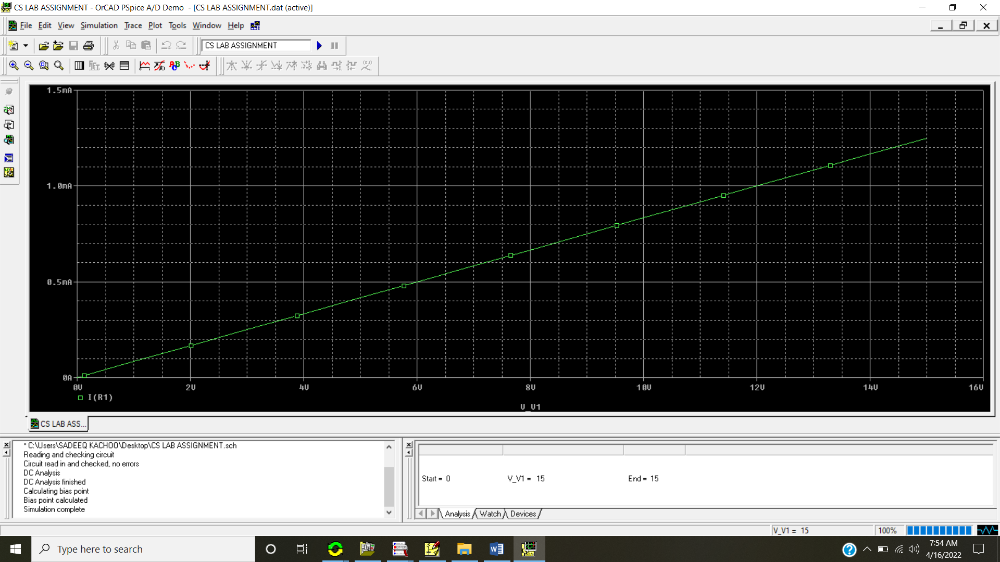 CS LAB ASSIGNMENT - OrCAD PSpice A/D Demo - [CS LAB ASSIGNMENT.dat (active)]
File Edit View Simulation Trace Plot Tools Window Help
CS LAB ASSIGNMENT
1.5mA
1.0mA
0.5mA
0A
0V 2V 4V 6V 8V 10V 12V 14V 16V
I(R1)
V_V1
CS LAB ASS...
* C:\Users\SADEEQ KACHOO\Desktop\CS LAB ASSIGNMENT.sch
Reading and checking circuit
Circuit read in and checked, no errors
DC Analysis
DC Analysis finished
Calculating bias point
Bias point calculated
Simulation complete
Start = 0 V_V1 = 15 End = 15
Analysis Watch Devices
V_V1 = 15 100%
Type here to search
7:54 AM
4/16/2022